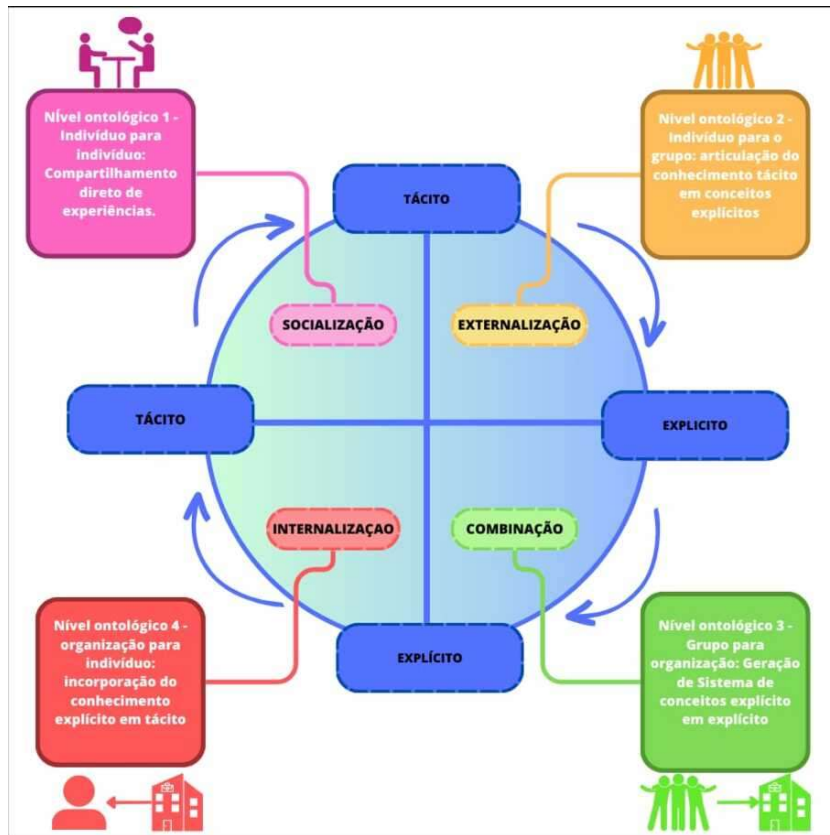 NÍvel ontológico 1 -
Indivíduo para
indivíduo:
Compartilhamento
direto de
experiências.
Nivel ontológico 2 -
Indivíduo para o
grupo: articulação do
conhecimento tácito
em conceitos
explícitos
TÁCITO
SOCIALIZAÇÃO
EXTERNALIZAÇÃO
TÁCITO
EXPLICITO
INTERNALIZAÇAO
COMBINAÇÃO
EXPLÍCITO
Nível ontológico 4 -
organização para
indivíduo:
incorporação do
conhecimento
explícito em tácito
Nível ontológico 3 -
Grupo para
organização: Geração
de Sistema de
conceitos explícito
em explícito